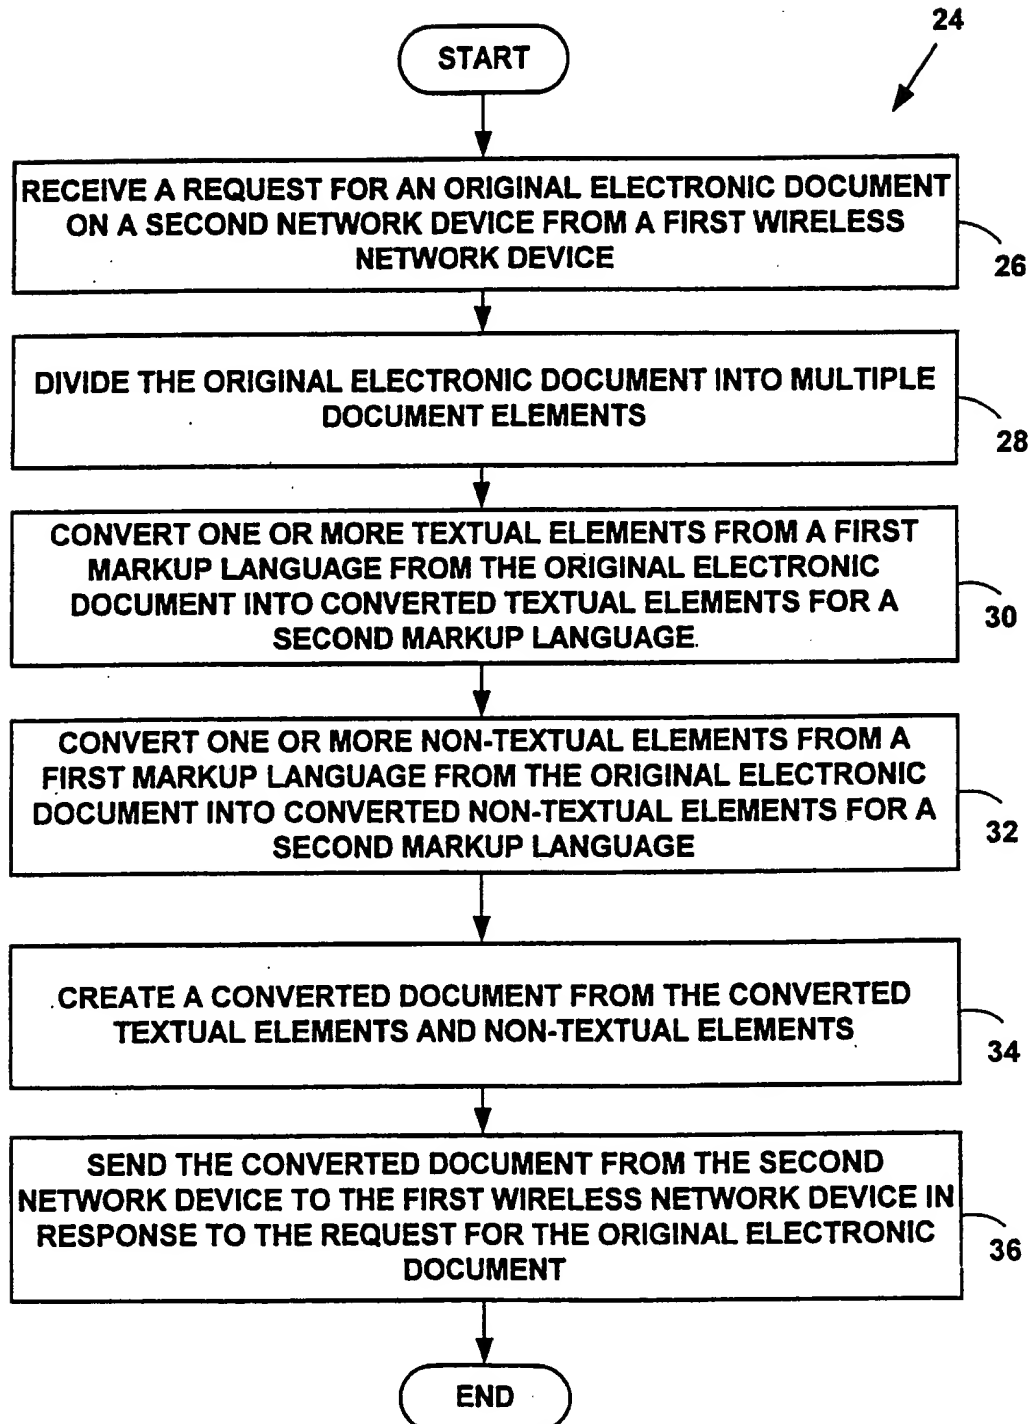 24
START
RECEIVE A REQUEST FOR AN ORIGINAL ELECTRONIC DOCUMENT
ON A SECOND NETWORK DEVICE FROM A FIRST WIRELESS
NETWORK DEVICE
26
DIVIDE THE ORIGINAL ELECTRONIC DOCUMENT INTO MULTIPLE
DOCUMENT ELEMENTS
28
CONVERT ONE OR MORE TEXTUAL ELEMENTS FROM A FIRST
MARKUP LANGUAGE FROM THE ORIGINAL ELECTRONIC
DOCUMENT INTO CONVERTED TEXTUAL ELEMENTS FOR A
SECOND MARKUP LANGUAGE.
30
CONVERT ONE OR MORE NON-TEXTUAL ELEMENTS FROM A
FIRST MARKUP LANGUAGE FROM THE ORIGINAL ELECTRONIC
DOCUMENT INTO CONVERTED NON-TEXTUAL ELEMENTS FOR A
SECOND MARKUP LANGUAGE
32
CREATE A CONVERTED DOCUMENT FROM THE CONVERTED
TEXTUAL ELEMENTS AND NON-TEXTUAL ELEMENTS
34
SEND THE CONVERTED DOCUMENT FROM THE SECOND
NETWORK DEVICE TO THE FIRST WIRELESS NETWORK DEVICE IN
RESPONSE TO THE REQUEST FOR THE ORIGINAL ELECTRONIC
DOCUMENT
36
END